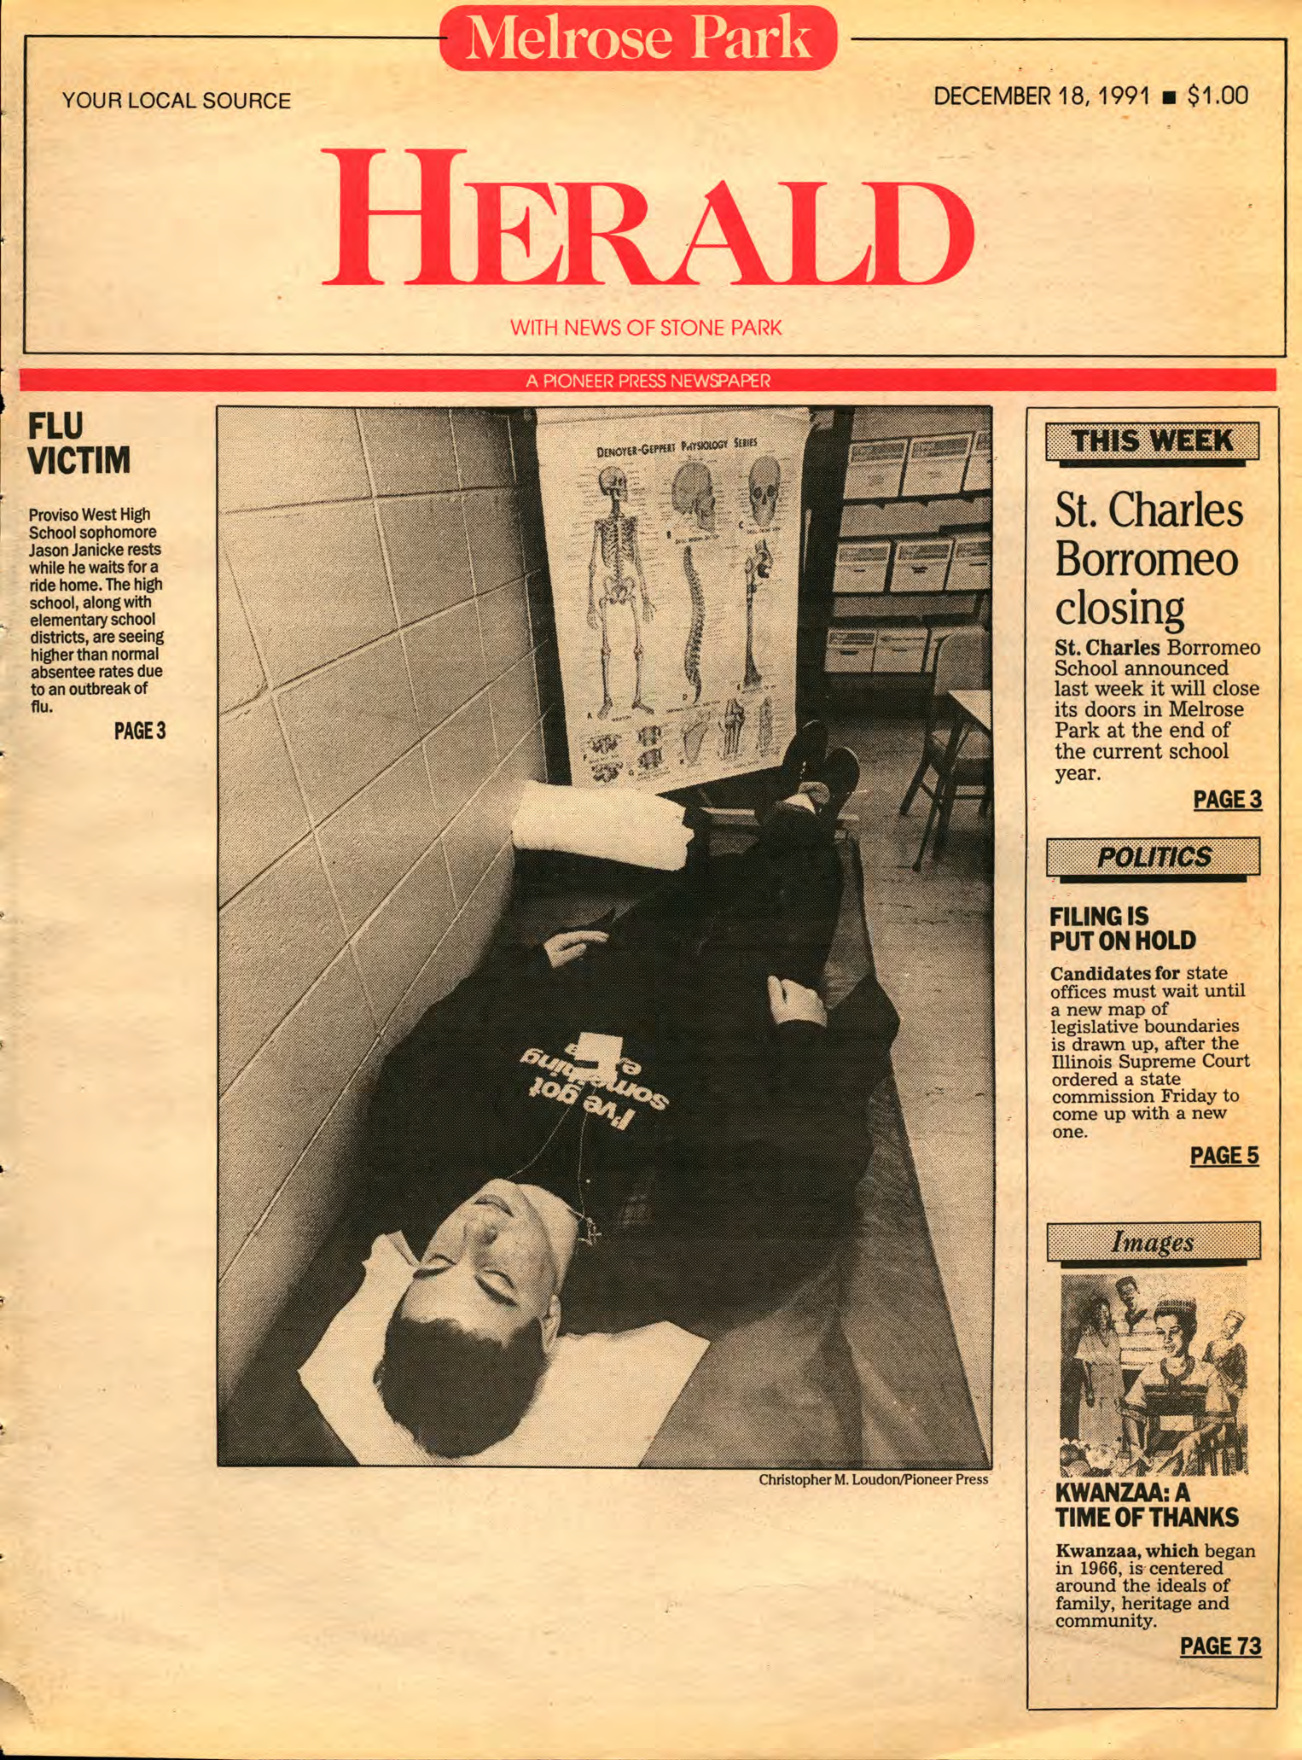 Melrose Park
YOUR LOCAL SOURCE
DECEMBER 18, 1991 ■ $1.00
HERALD
WITH NEWS OF STONE PARK
A PIONEER PRESS NEWSPAPER
FLU
VICTIM
Proviso West High
School sophomore
Jason Janicke rests
while he waits for a
ride home. The high
school, along with
elementary school
districts, are seeing
higher than normal
absentee rates due
to an outbreak of
flu.
PAGE 3
DENOYER-GEPPERT PHYSIOLOGY SERIES
I've got
something
Christopher M. Loudon/Pioneer Press
THIS WEEK
St. Charles
Borromeo
closing
St. Charles Borromeo
School announced
last week it will close
its doors in Melrose
Park at the end of
the current school
year.
PAGE 3
POLITICS
FILING IS
PUT ON HOLD
Candidates for state
offices must wait until
a new map of
legislative boundaries
is drawn up, after the
Illinois Supreme Court
ordered a state
commission Friday to
come up with a new
one.
PAGE 5
Images
KWANZAA: A
TIME OF THANKS
Kwanzaa, which began
in 1966, is centered
around the ideals of
family, heritage and
community.
PAGE 73